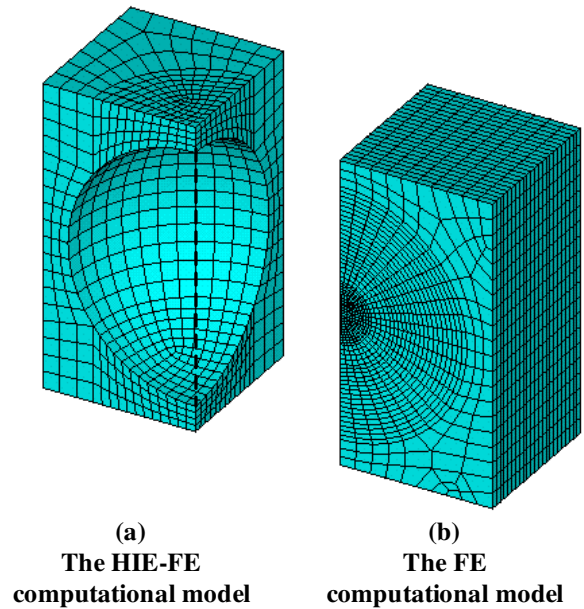 (a)
The HIE-FE
computational model
(b)
The FE
computational model